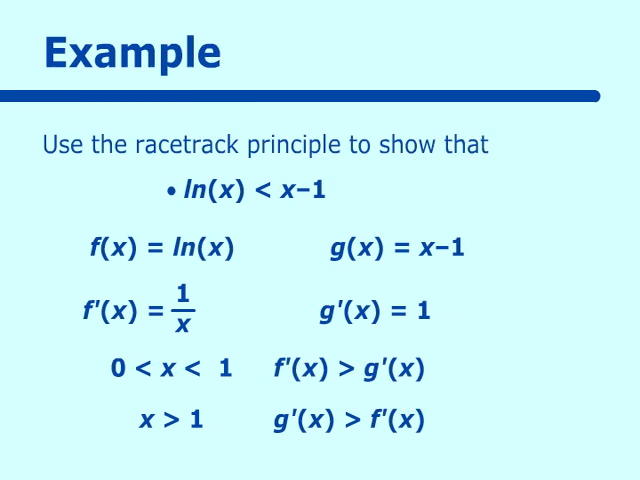 Example
Use the racetrack principle to show that
• ln(x) < x–1
f(x) = ln(x) g(x) = x–1
f'(x) = 1/x g'(x) = 1
0 < x < 1 f'(x) > g'(x)
x > 1 g'(x) > f'(x)